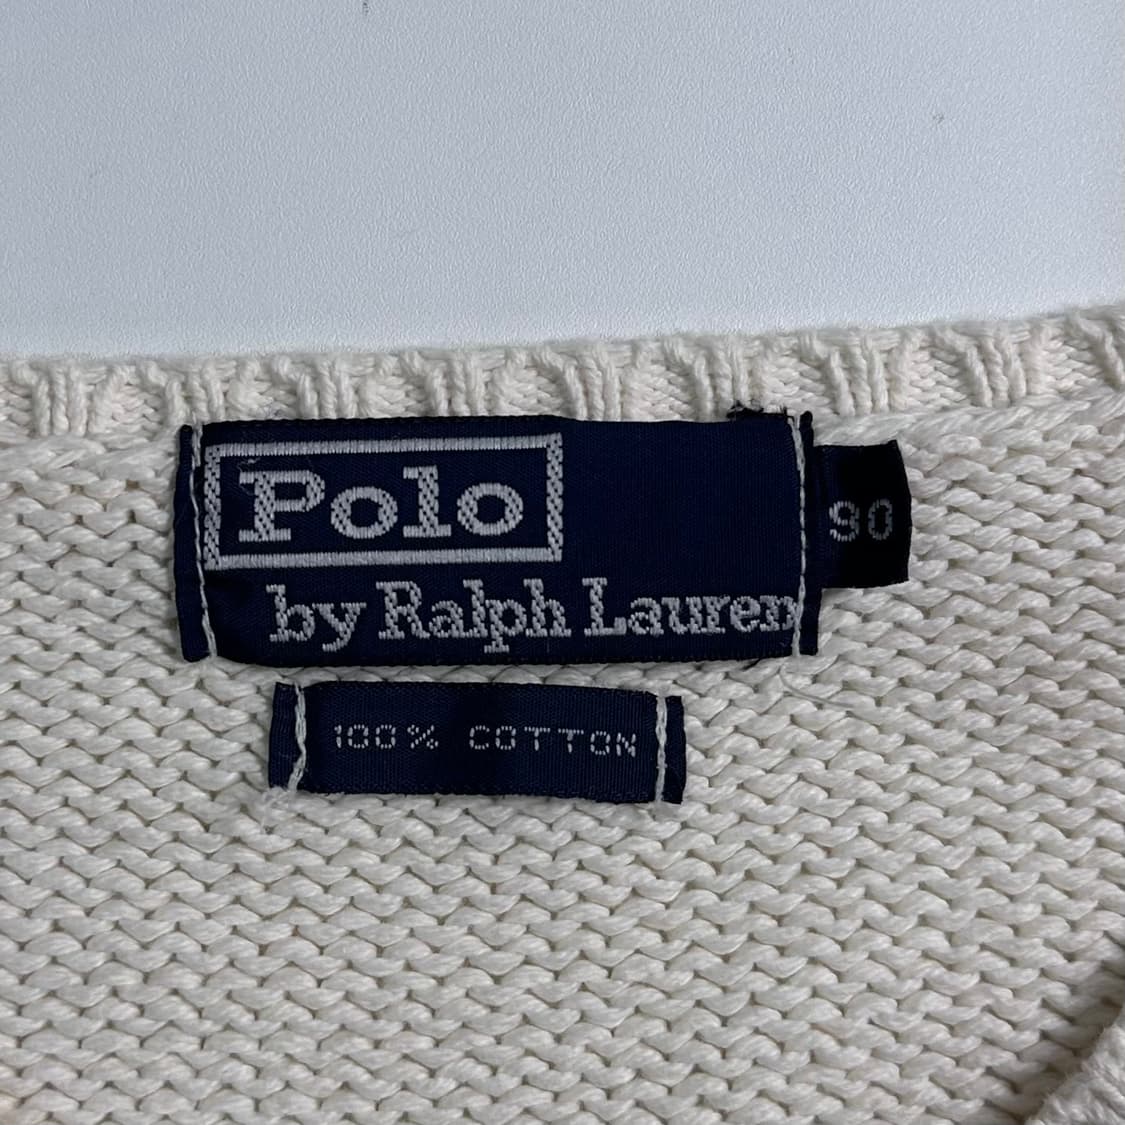 Polo
by Ralph Lauren
90
100% COTTON